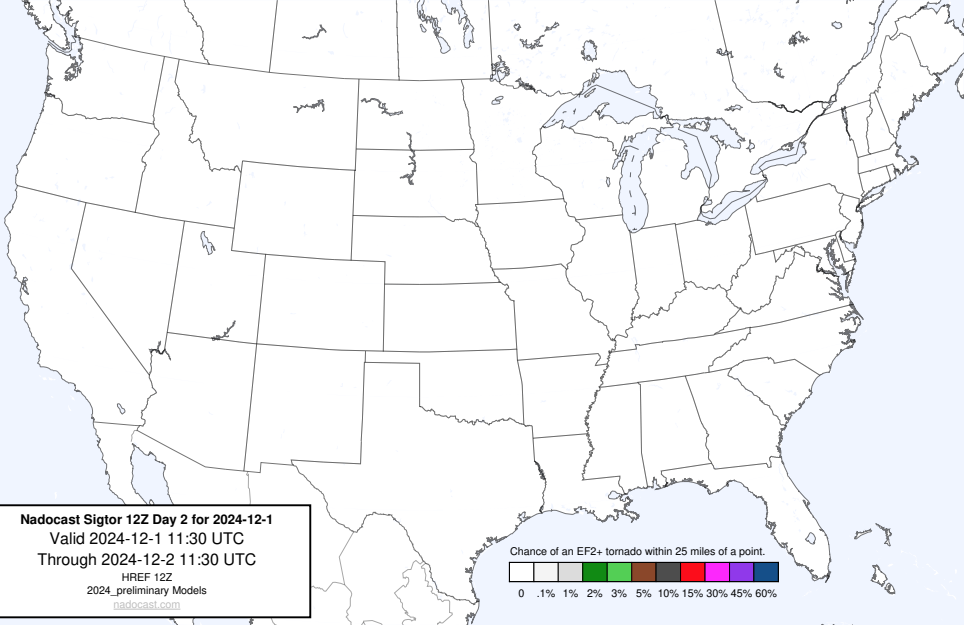 Nadocast Sigtor 12Z Day 2 for 2024-12-1
Valid 2024-12-1 11:30 UTC
Through 2024-12-2 11:30 UTC
HREF 12Z
2024_preliminary Models
nadocast.com
Chance of an EF2+ tornado within 25 miles of a point.
0 .1% 1% 2% 3% 5% 10% 15% 30% 45% 60%